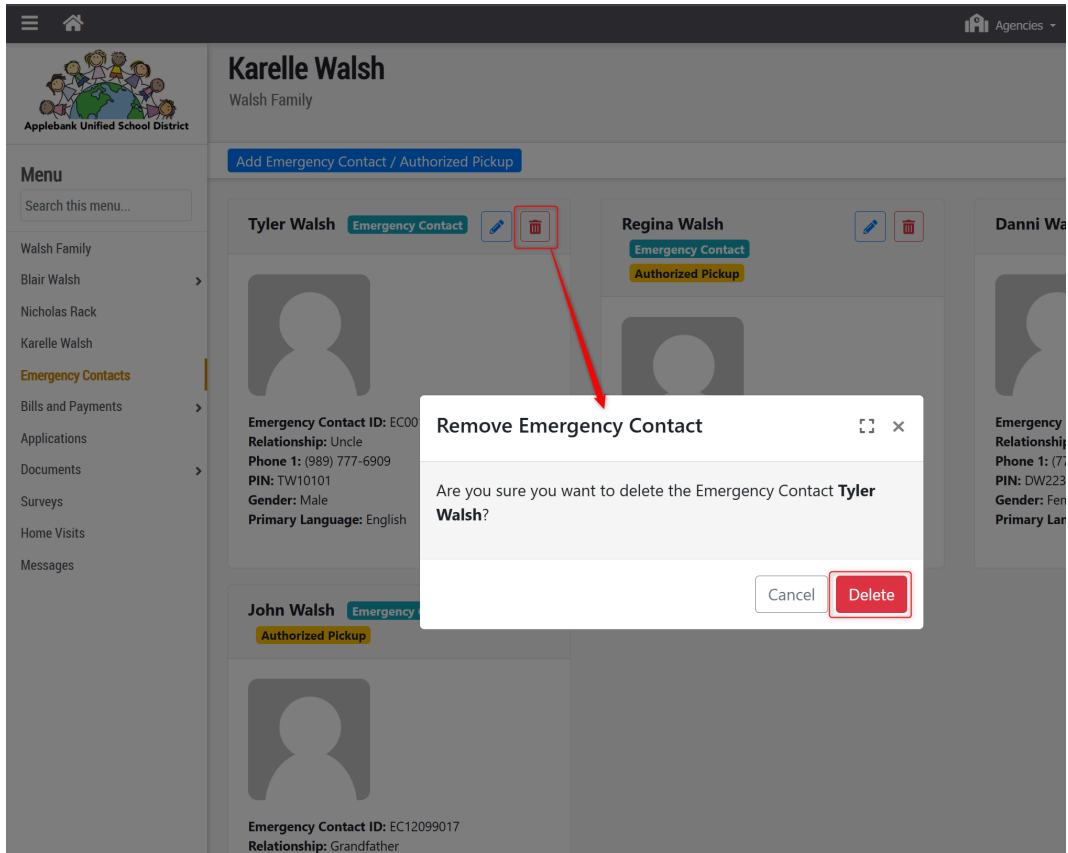 Agencies
Applebank Unified School District
Karelle Walsh
Walsh Family
Add Emergency Contact / Authorized Pickup
Menu
Search this menu...
Walsh Family
Blair Walsh
Nicholas Rack
Karelle Walsh
Emergency Contacts
Bills and Payments
Applications
Documents
Surveys
Home Visits
Messages
Tyler Walsh Emergency Contact
Emergency Contact ID: EC00
Relationship: Uncle
Phone 1: (989) 777-6909
PIN: TW10101
Gender: Male
Primary Language: English
Regina Walsh
Emergency Contact
Authorized Pickup
Danni
Emergency
Phone 1: (77
PIN: DW223
Gender:
Primary
Remove Emergency Contact
Are you sure you want to delete the Emergency Contact Tyler
Walsh?
Cancel Delete
John Walsh Emergency
Authorized Pickup
Emergency Contact ID: EC12099017
Relationship: Grandfather